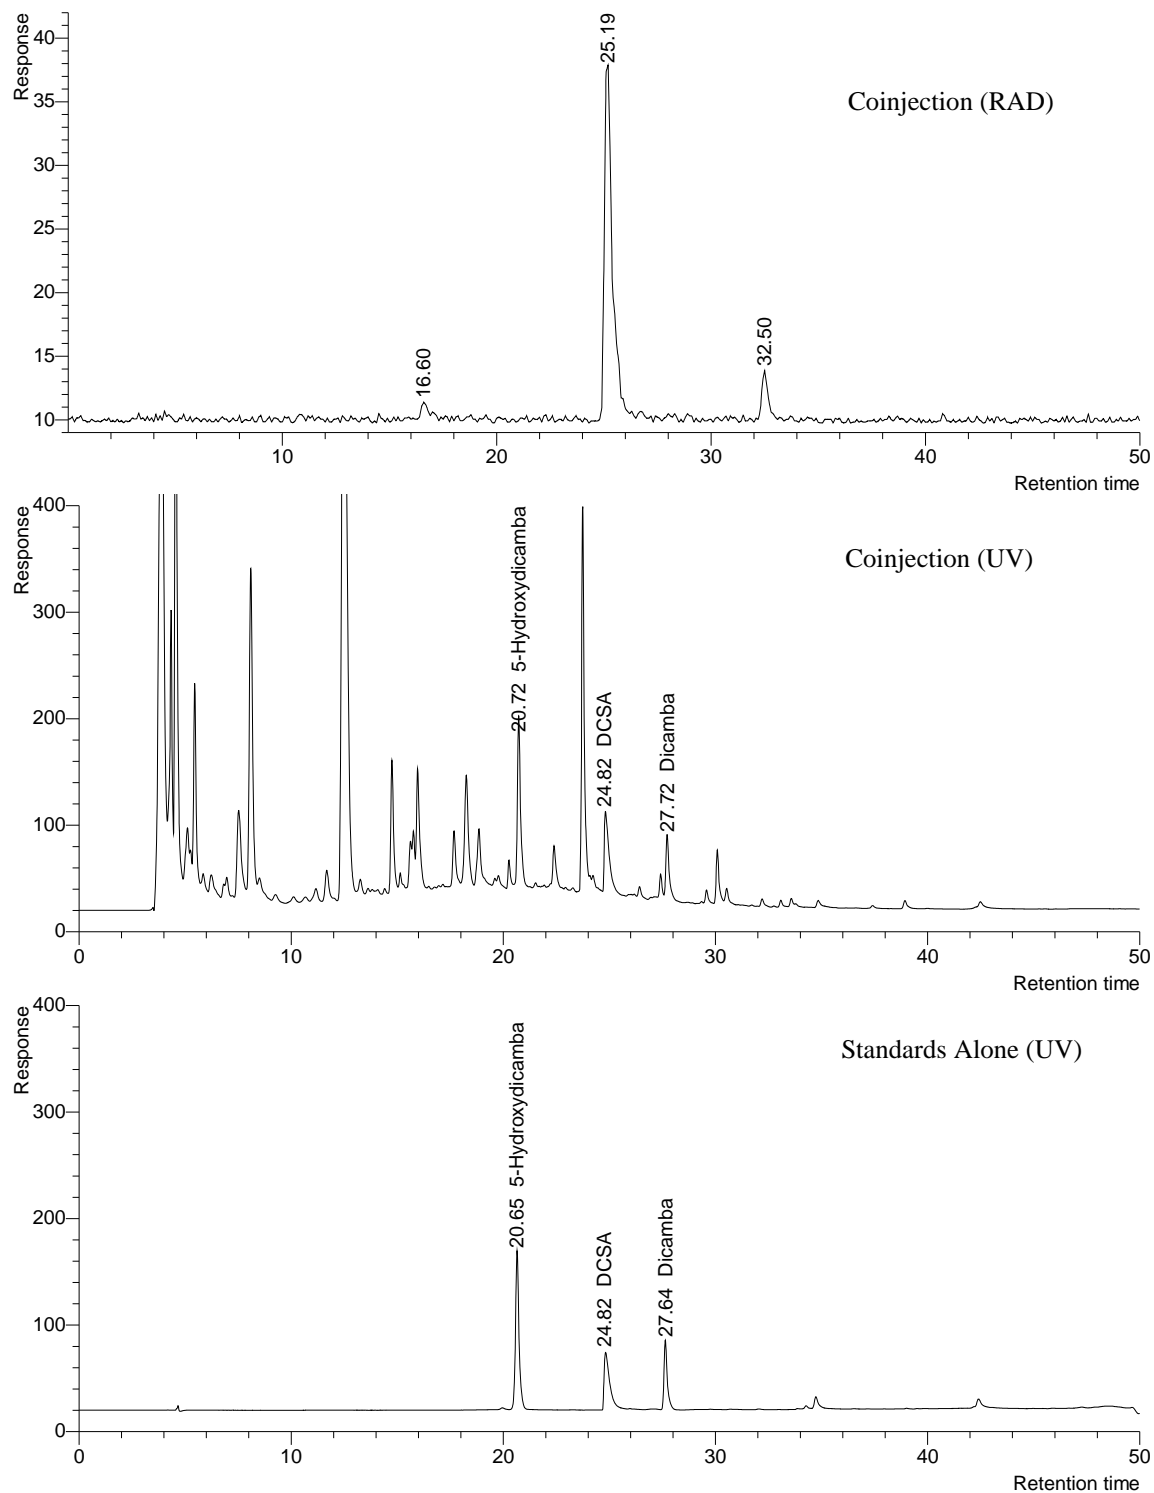 Response
40
35
30
25
20
15
10
25.19
16.60
32.50
Coinjection (RAD)
10
20
30
40
50
Retention time
Response
400
300
200
100
0
20.72 5-Hydroxydicamba
24.82 DCSA
27.72 Dicamba
Coinjection (UV)
0
10
20
30
40
50
Retention time
Response
400
300
200
100
0
20.65 5-Hydroxydicamba
24.82 DCSA
27.64 Dicamba
Standards Alone (UV)
0
10
20
30
40
50
Retention time